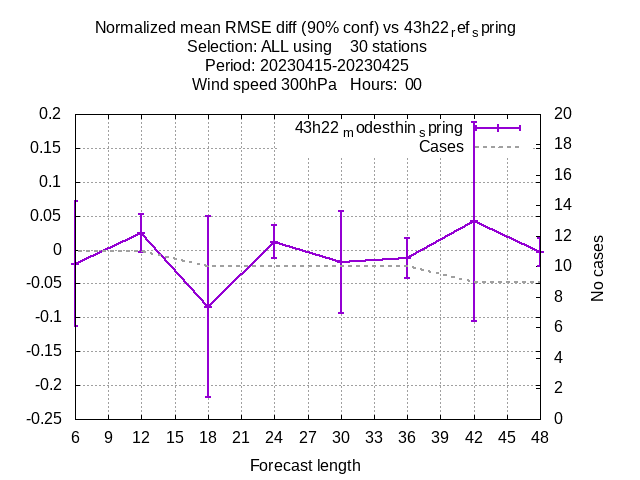 Normalized mean RMSE diff (90% conf) vs 43h22refspring
Selection: ALL using 30 stations
Period: 20230415-20230425
Wind speed 300hPa Hours: 00
43h22modesthinspring
Cases
0.2
0.15
0.1
0.05
0
-0.05
-0.1
-0.15
-0.2
-0.25
20
18
16
14
12
10
8
6
4
2
0
No cases
6 9 12 15 18 21 24 27 30 33 36 39 42 45 48
Forecast length